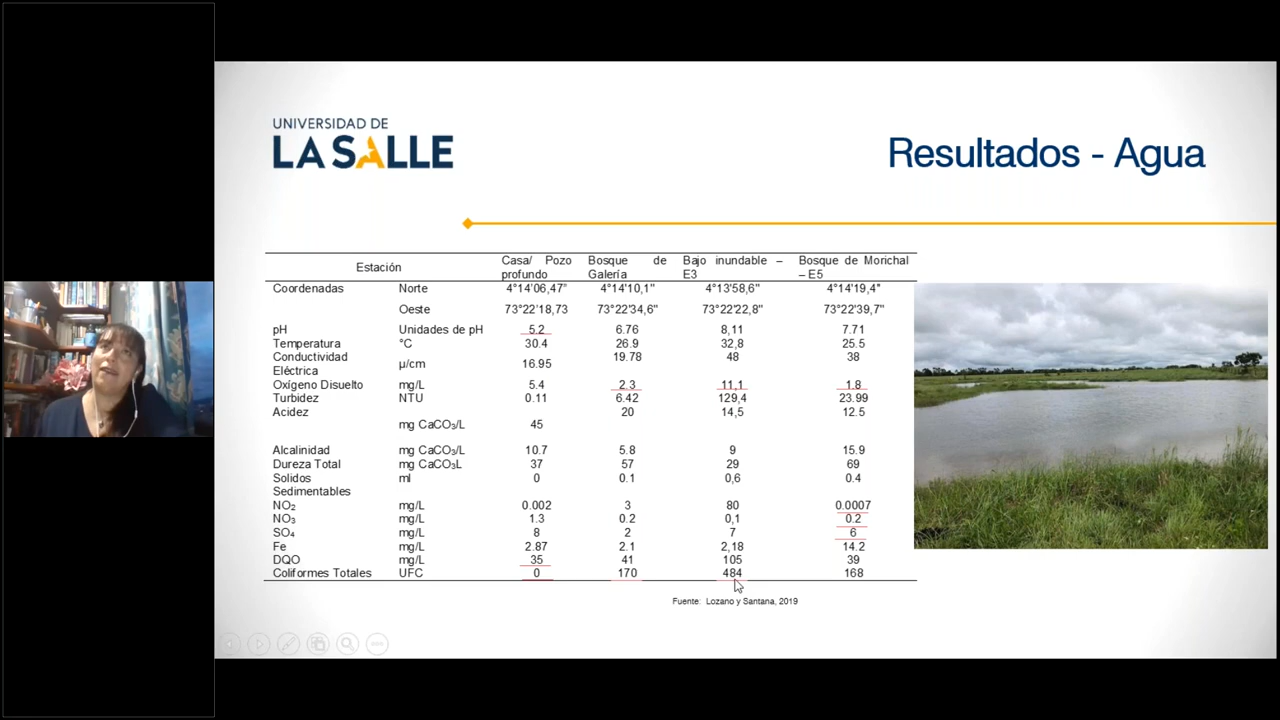 UNIVERSIDAD DE
LA SALLE
Resultados - Agua
Estación Casa/ Pozo profundo Bosque de Galería Bajo inundable – E3 Bosque de Morichal – E5
Coordenadas Norte 4°14'06,47" 4°14'10,1" 4°13'58,6" 4°14'19,4"
Oeste 73°22'18,73 73°22'34,6" 73°22'22,8" 73°22'39,7"
pH Unidades de pH 5.2 6.76 8,11 7.71
Temperatura °C 30.4 26.9 32,8 25.5
Conductividad Eléctrica µ/cm 16.95 19.78 48 38
Oxígeno Disuelto mg/L 5.4 2.3 11,1 1.8
Turbidez NTU 0.11 6.42 129,4 23.99
Acidez mg CaCO₃/L 45 20 14,5 12.5
Alcalinidad mg CaCO₃/L 10.7 5.8 9 15.9
Dureza Total mg CaCO₃L 37 57 29 69
Solidos Sedimentables ml 0 0.1 0,6 0.4
NO₂ mg/L 0.002 3 80 0.0007
NO₃ mg/L 1.3 0.2 0,1 0.2
SO₄ mg/L 8 2 7 6
Fe mg/L 2.87 2.1 2,18 14.2
DQO mg/L 35 41 105 39
Coliformes Totales UFC 0 170 484 168
Fuente: Lozano y Santana, 2019